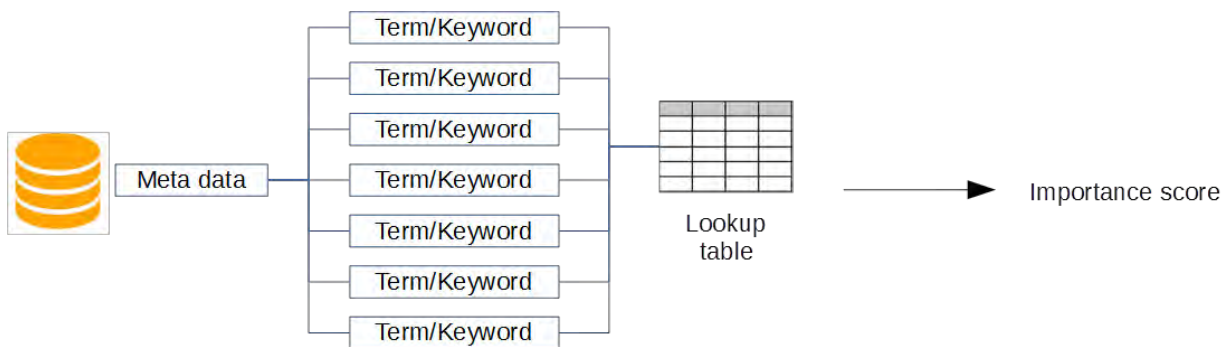 Term/Keyword
Term/Keyword
Term/Keyword
Meta data
Term/Keyword
Term/Keyword
Term/Keyword
Term/Keyword
Lookup
table
Importance score